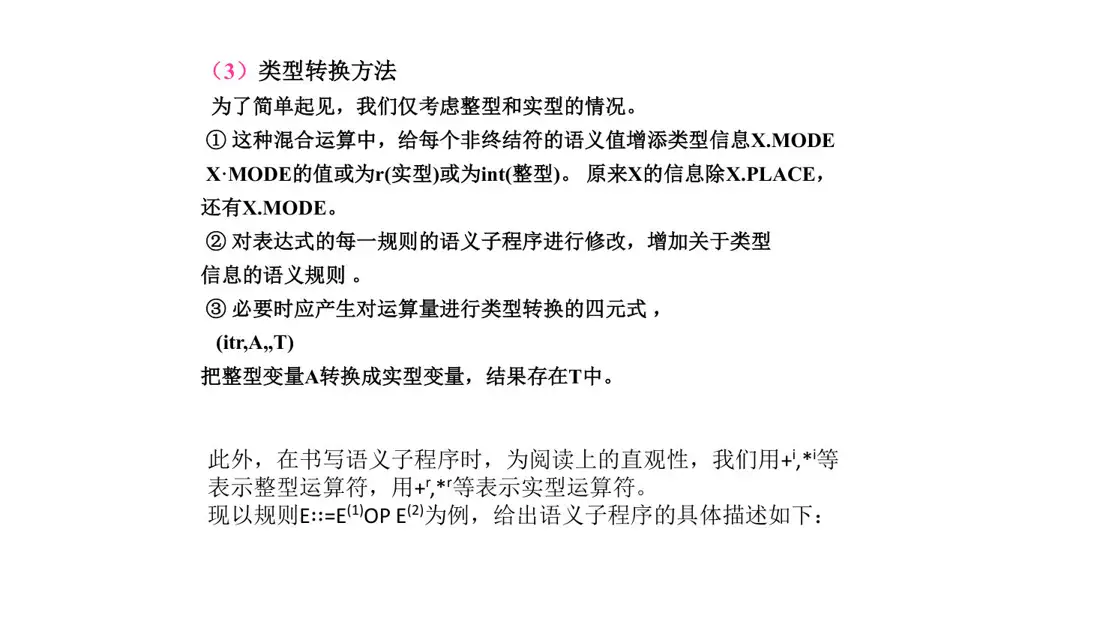 （3）类型转换方法
为了简单起见，我们仅考虑整型和实型的情况。
① 这种混合运算中，给每个非终结符的语义值增添类型信息X.MODE
X·MODE的值或为r(实型)或为int(整型)。 原来X的信息除X.PLACE，
还有X.MODE。
② 对表达式的每一规则的语义子程序进行修改，增加关于类型
信息的语义规则 。
③ 必要时应产生对运算量进行类型转换的四元式 ，
(itr,A,,T)
把整型变量A转换成实型变量，结果存在T中。
此外，在书写语义子程序时，为阅读上的直观性，我们用+ⁱ,*ⁱ等
表示整型运算符，用+ʳ,*ʳ等表示实型运算符。
现以规则E∷=E⁽¹⁾OP E⁽²⁾为例，给出语义子程序的具体描述如下：